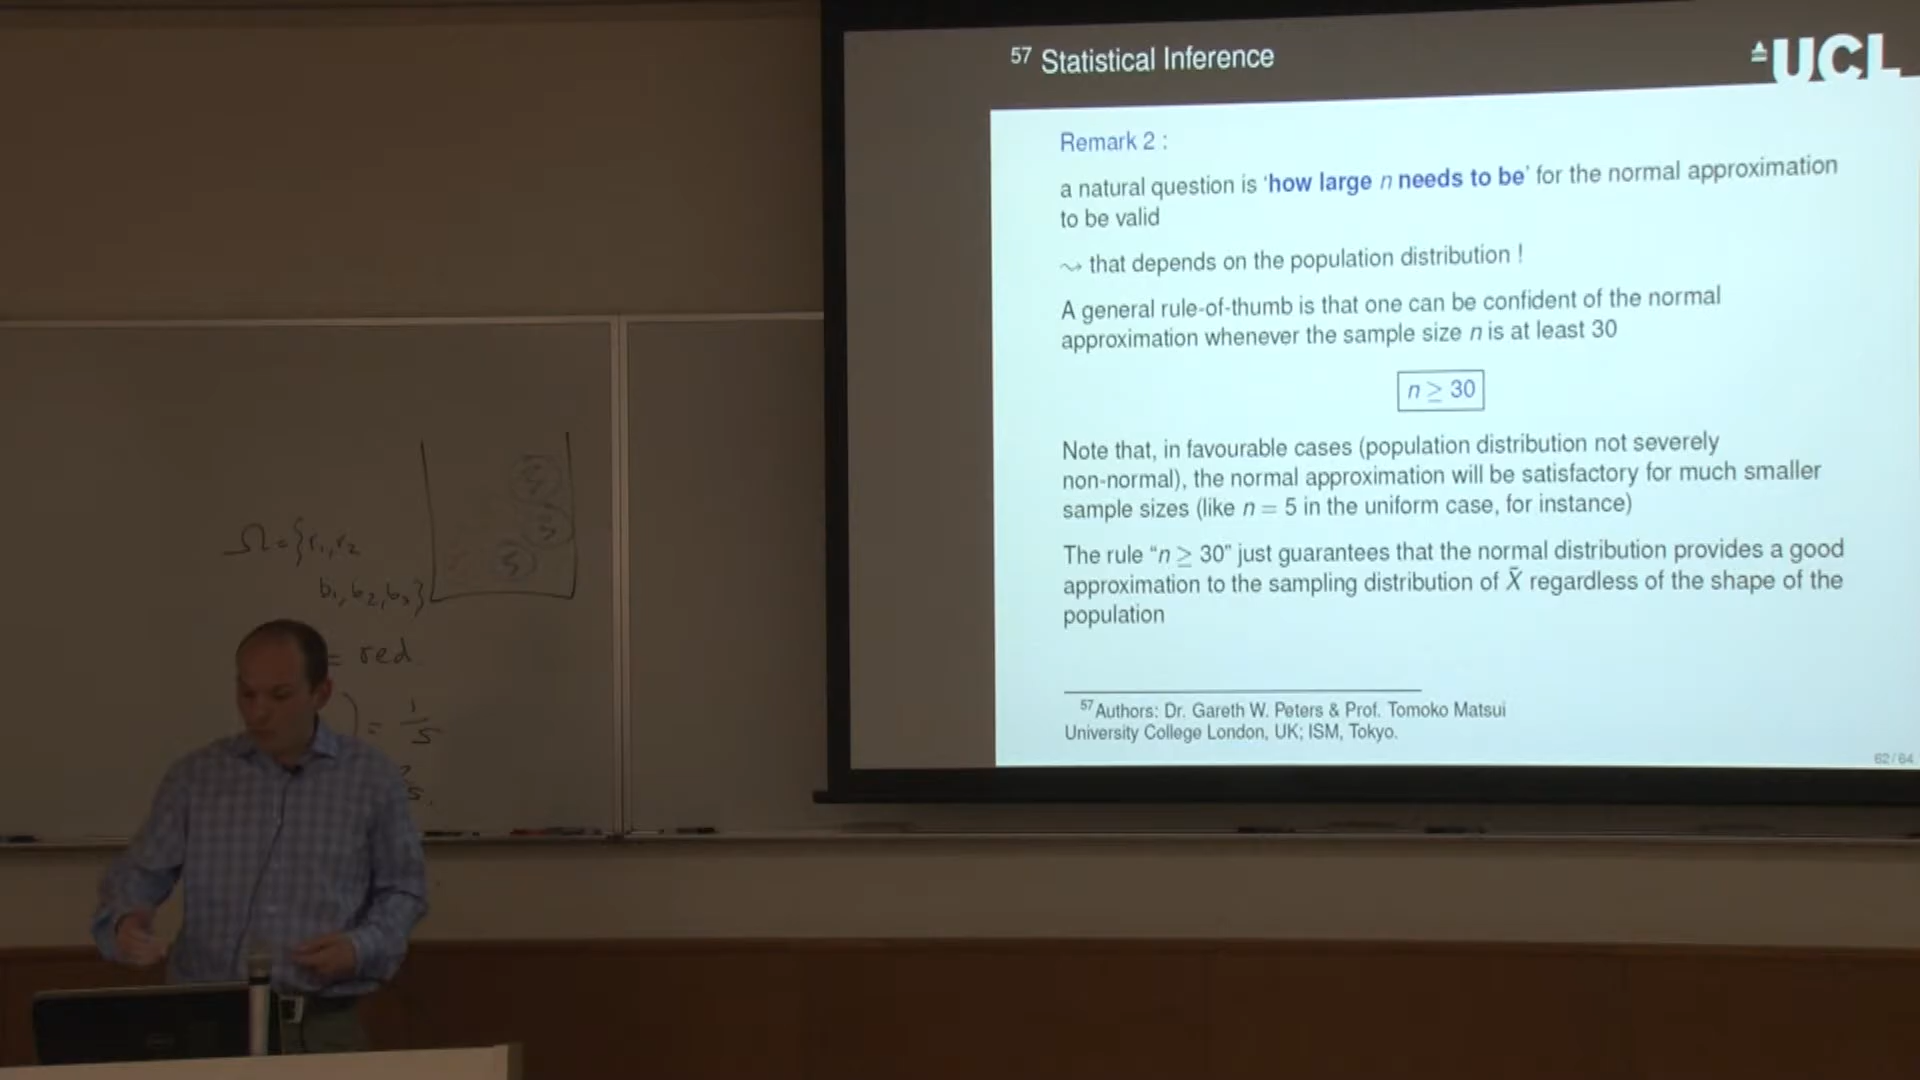 57 Statistical Inference
UCL
Remark 2 :
a natural question is 'how large n needs to be' for the normal approximation
to be valid
⇝ that depends on the population distribution !
A general rule-of-thumb is that one can be confident of the normal
approximation whenever the sample size n is at least 30
n ≥ 30
Note that, in favourable cases (population distribution not severely
non-normal), the normal approximation will be satisfactory for much smaller
sample sizes (like n = 5 in the uniform case, for instance)
The rule “n ≥ 30” just guarantees that the normal distribution provides a good
approximation to the sampling distribution of X̄ regardless of the shape of the
population
57 Authors: Dr. Gareth W. Peters & Prof. Tomoko Matsui
University College London, UK; ISM, Tokyo.
62 / 64
Ω = {r₁, r₂
b₁, b₂, b₃}
= red
) = 1/5